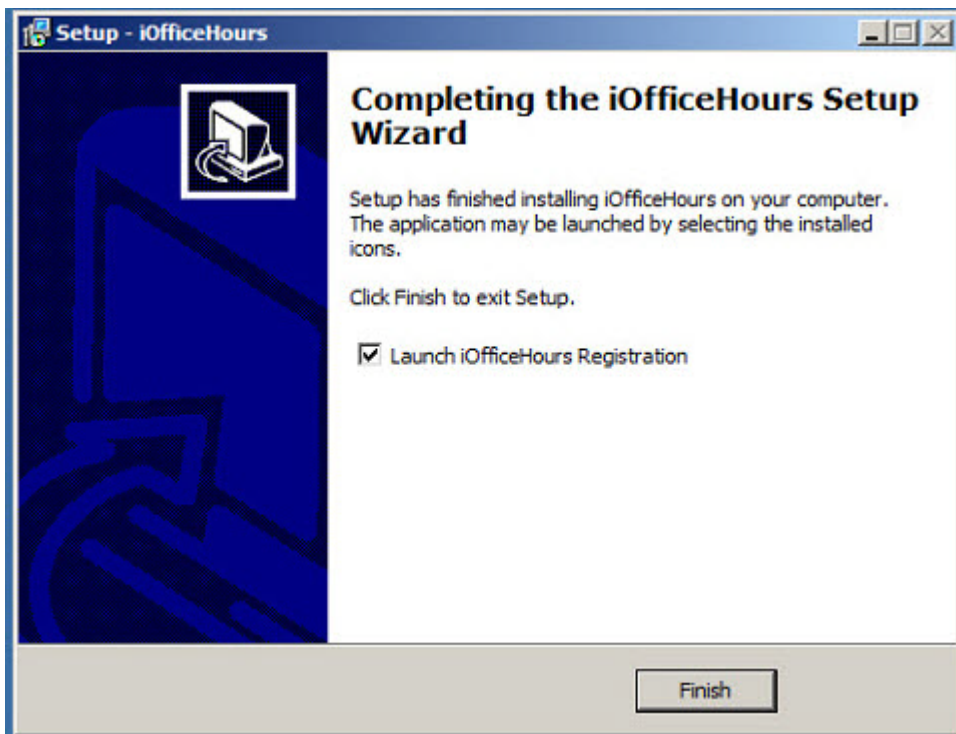 Setup - iOfficeHours
Completing the iOfficeHours Setup
Wizard
Setup has finished installing iOfficeHours on your computer.
The application may be launched by selecting the installed
icons.
Click Finish to exit Setup.
Launch iOfficeHours Registration
Finish